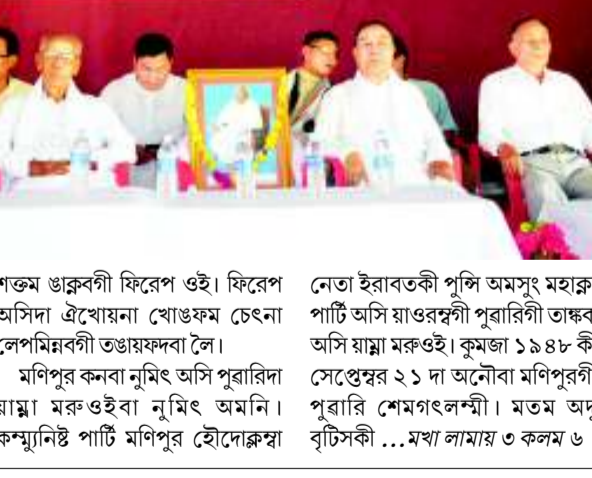 শক্তম ঙাক্লবগী ফিরেপ ওই। ফিরেপ
অসিদা ঐখোয়না খোঙফম চেৎনা
লেপমিন্নবগী তঙায়ফদবা লৈ।
মণিপুর কনবা নুমিৎ অসি পুৱারিদা
য়াম্না মরুওইবা নুমিৎ অমনি।
কম্যুনিষ্ট পার্টি মণিপুর হৌদোক্লম্বা
নেতা ইরাবতকী পুন্সি অমসুং মহাক্ন
পার্টি অসি য়াওরম্বগী পুৱারিগী তাঙ্কব
অসি য়াম্না মরুওই। কুমজা ১৯৪৮ কী
সেপ্তেম্বর ২১ দা অনৌবা মণিপুরগী
পুৱারি শেমগৎলম্মী। মতম অদু
বৃটিসকী ...মখা লামায় ৩ কলম ৬